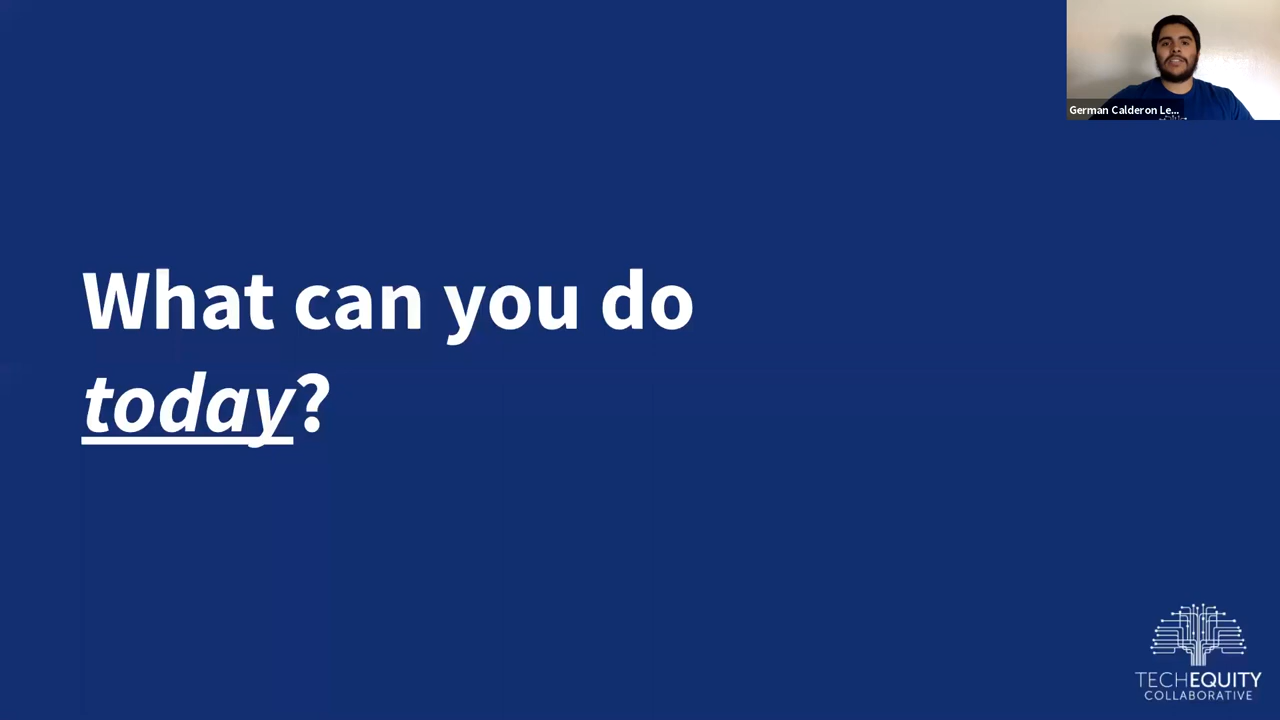 German Calderon Le...
What can you do
today?
TECHEQUITY
COLLABORATIVE